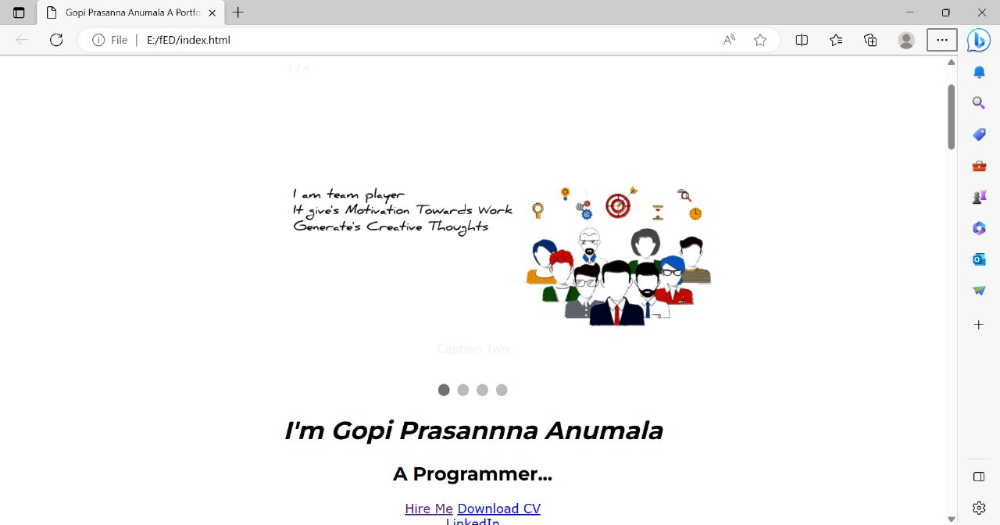 Gopi Prasanna Anumala A Portfo
File
E:/fED/index.html
2 / 4
I am team player
It give's Motivation Towards Work
Generate's Creative Thoughts
Caption Two
I'm Gopi Prasannna Anumala
A Programmer...
Hire Me Download CV
LinkedIn